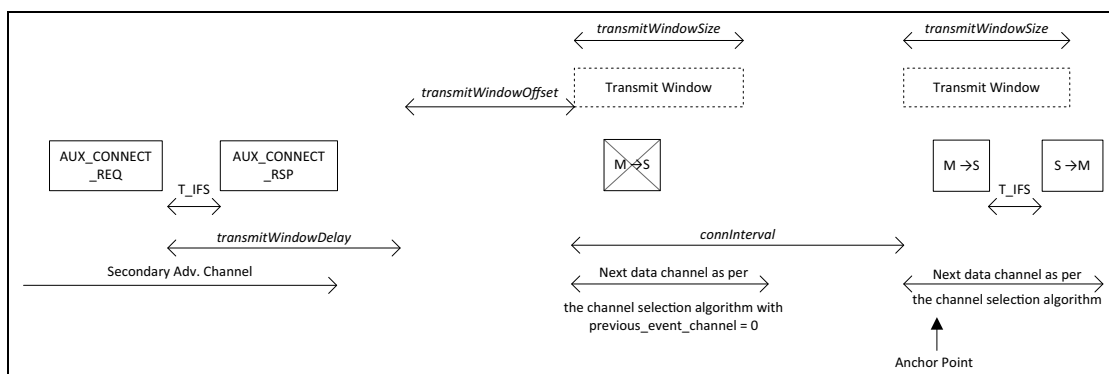 transmitWindowSize
transmitWindowSize
Transmit Window
Transmit Window
transmitWindowOffset
AUX_CONNECT
_REQ
AUX_CONNECT
_RSP
M →S
M →S
S →M
T_IFS
T_IFS
transmitWindowDelay
connInterval
Secondary Adv. Channel
Next data channel as per
the channel selection algorithm with
previous_event_channel = 0
Next data channel as per
the channel selection algorithm
Anchor Point